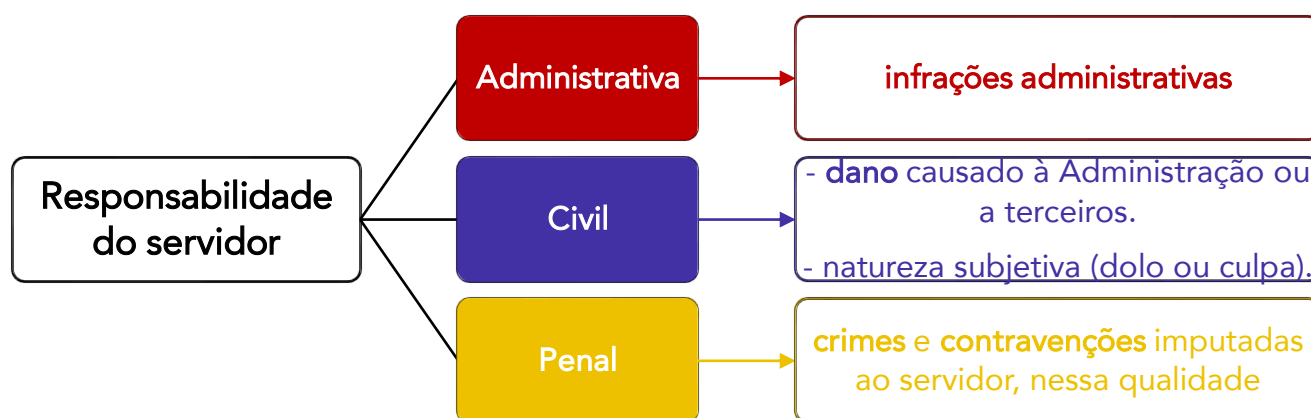 Responsabilidade
do servidor
Administrativa
infrações administrativas
Civil
- dano causado à Administração ou
a terceiros.
- natureza subjetiva (dolo ou culpa).
Penal
crimes e contravenções imputadas
ao servidor, nessa qualidade